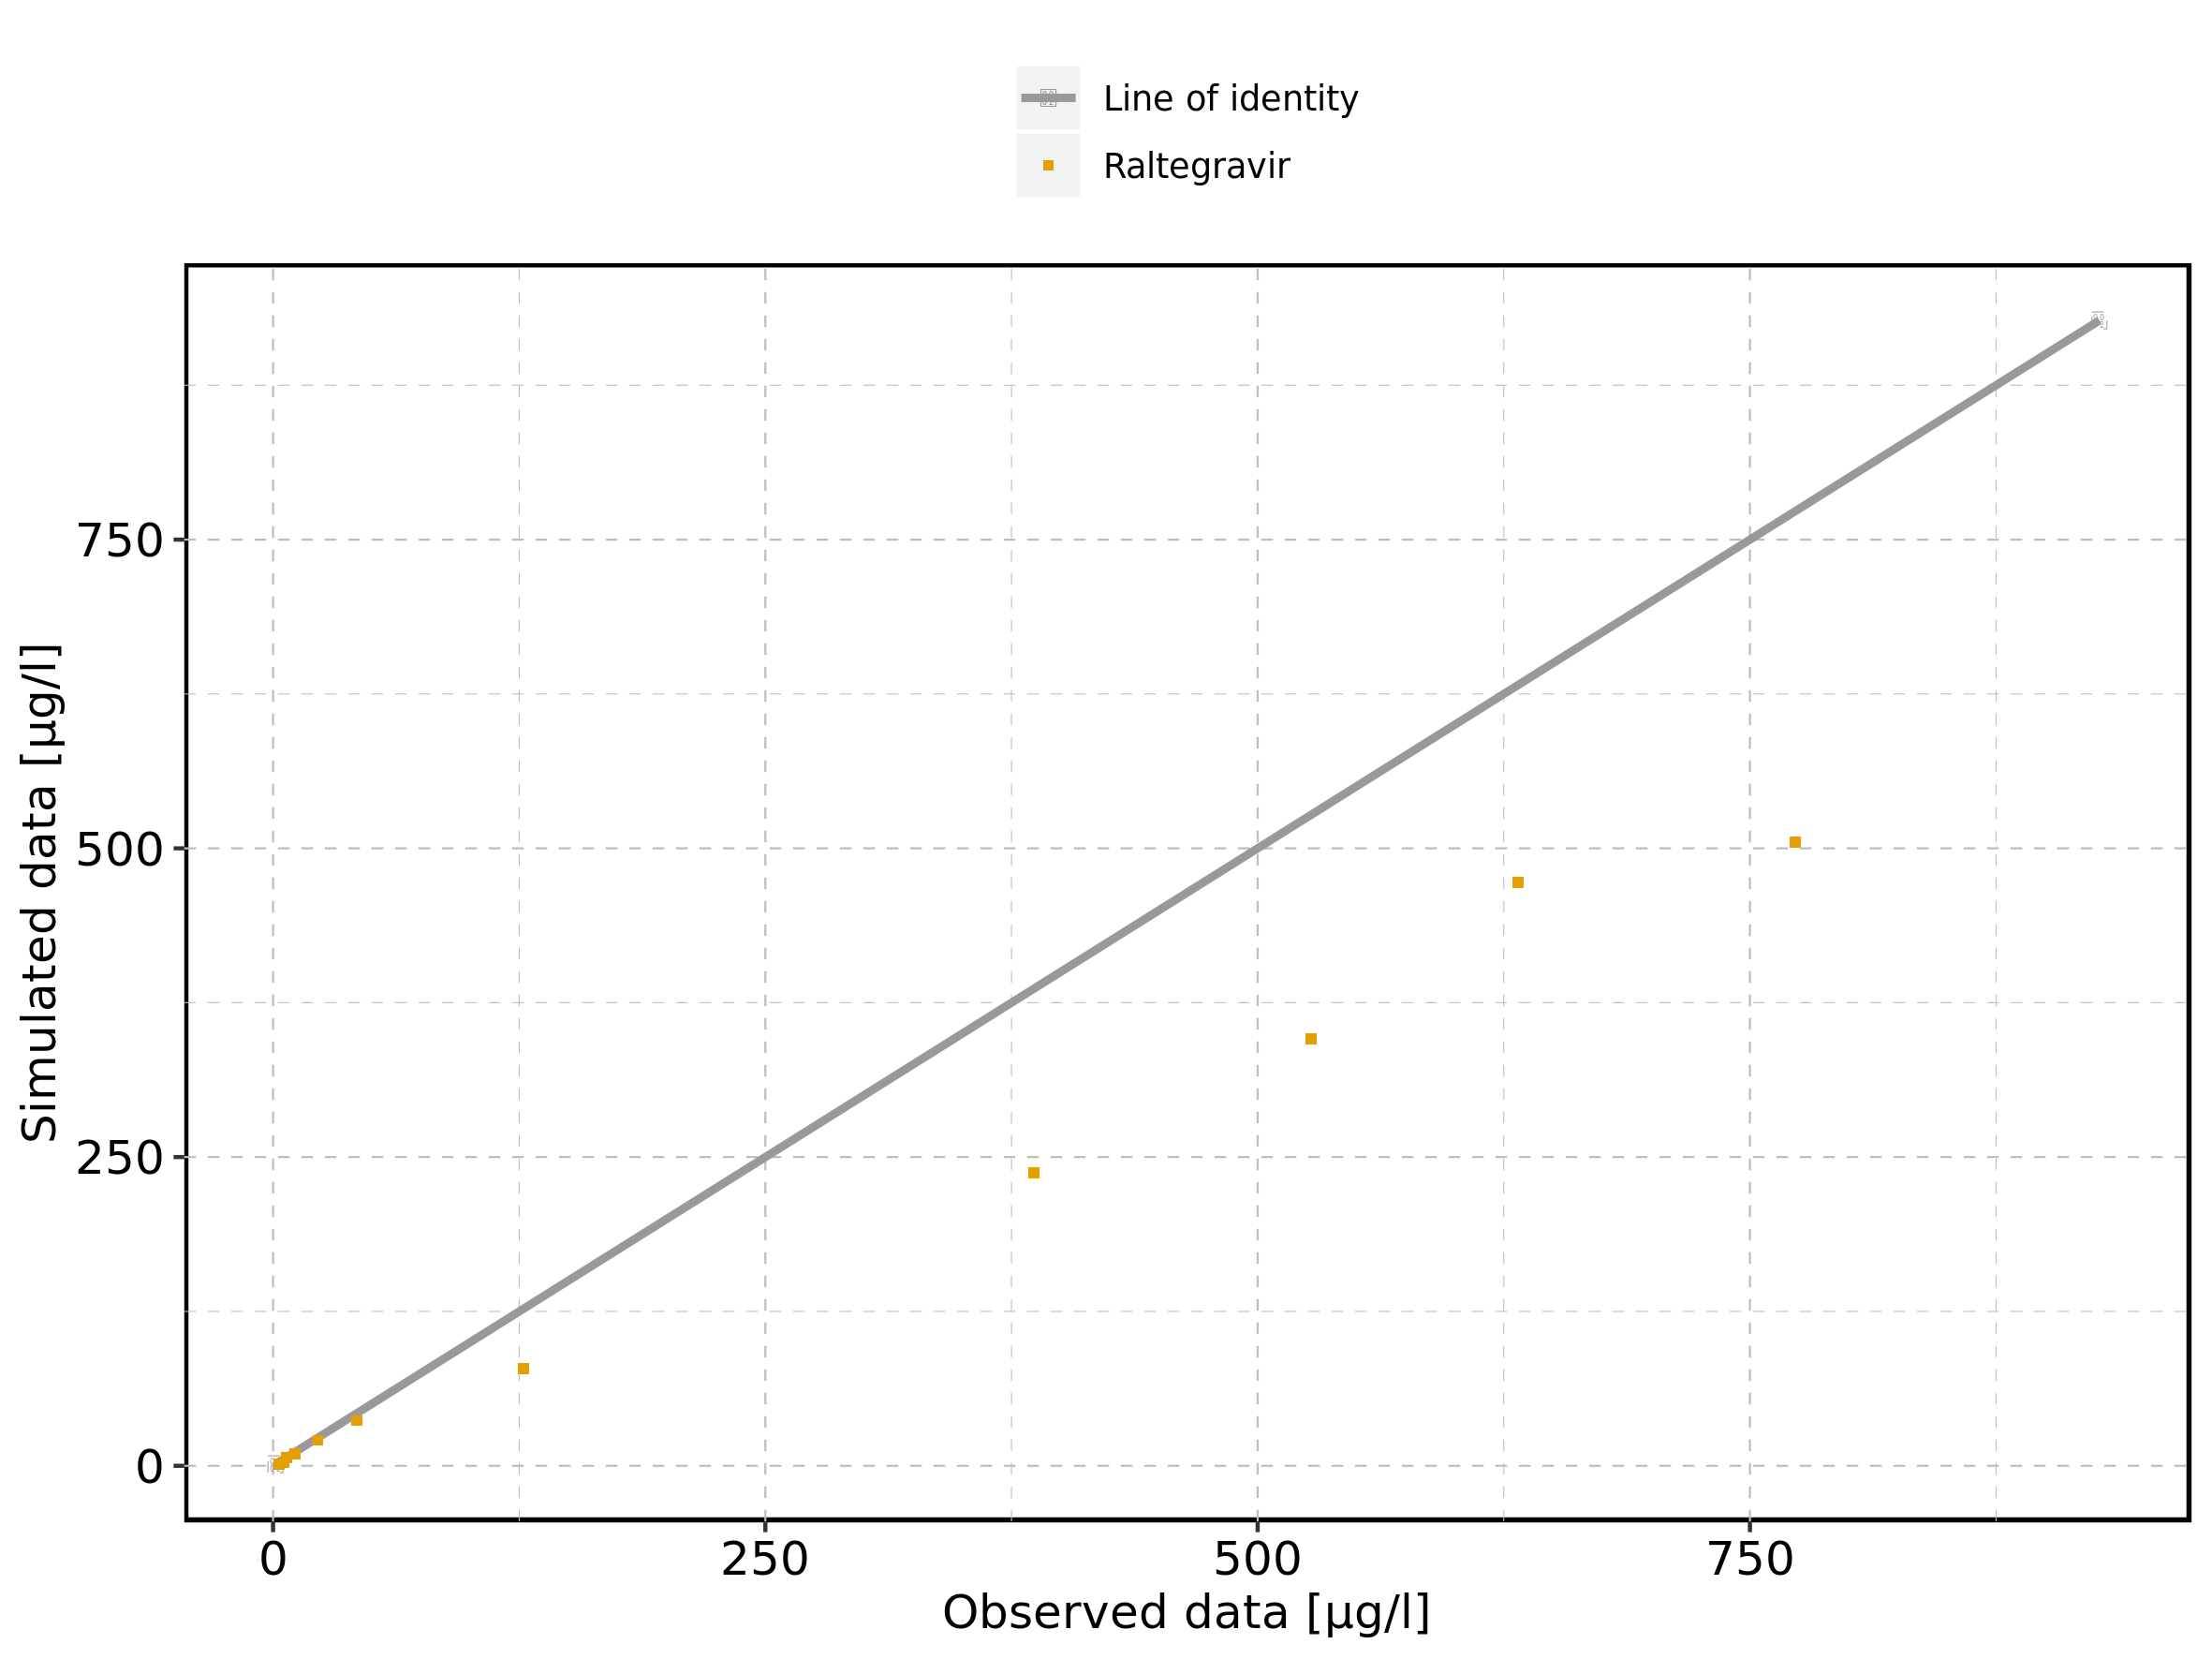 Line of identity
Raltegravir
Simulated data [µg/l]
750
500
250
0
0 250 500 750
Observed data [µg/l]